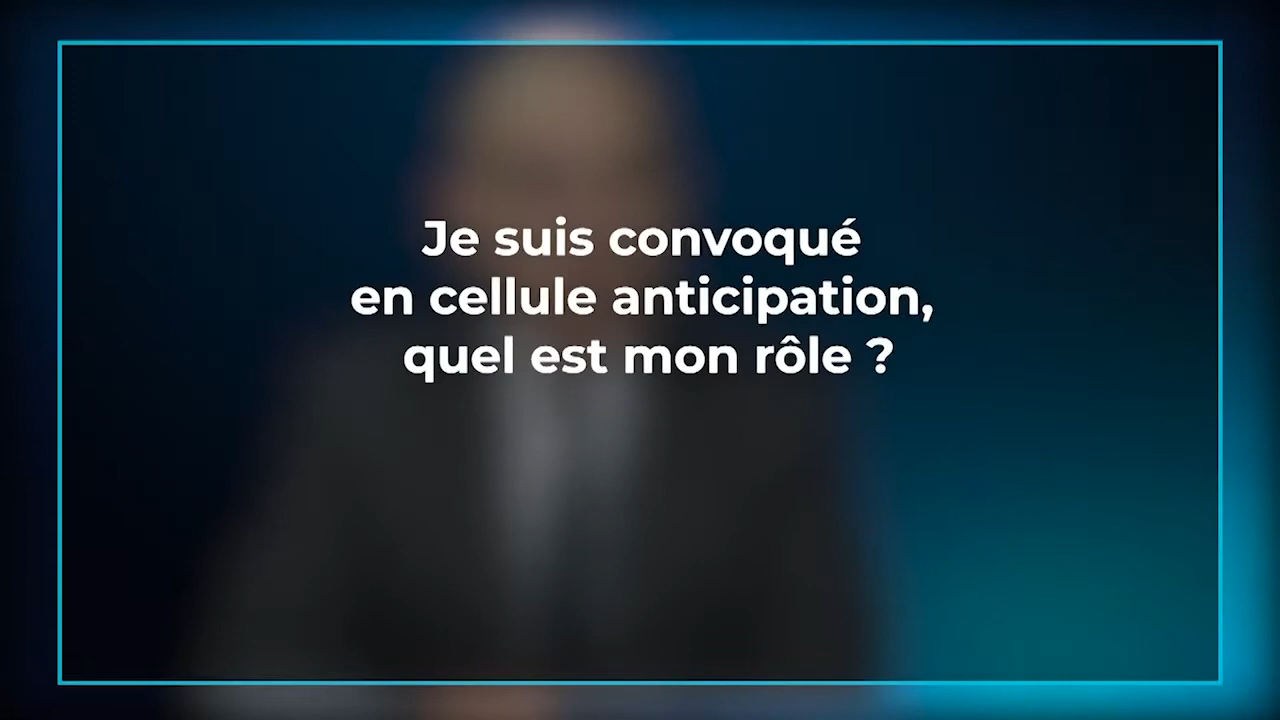 Je suis convoqué
en cellule anticipation,
quel est mon rôle ?